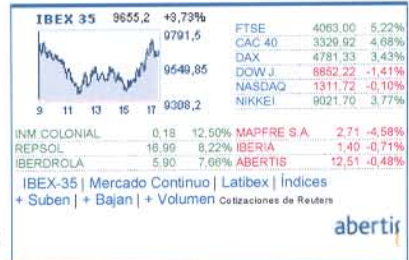 IBEX 35 9655,2 +3,73%
9791,5
9549,85
9308,2
9 11 13 15 17
FTSE 4063,00 5,22%
CAC 40 3329,92 4,68%
DAX 4781,33 3,43%
DOW J. 8852,22 -1,41%
NASDAQ 1311,72 -0,10%
NIKKEI 9021,70 3,77%
INM.COLONIAL 0,18 12,50% MAPFRE S.A. 2,71 -4,58%
REPSOL 16,99 8,22% IBERIA 1,40 -0,71%
IBERDROLA 5,90 7,66% ABERTIS 12,51 -0,48%
IBEX-35 | Mercado Continuo | Latibex | Índices
+ Suben | + Bajan | + Volumen Cotizaciones de Reuters
abertis